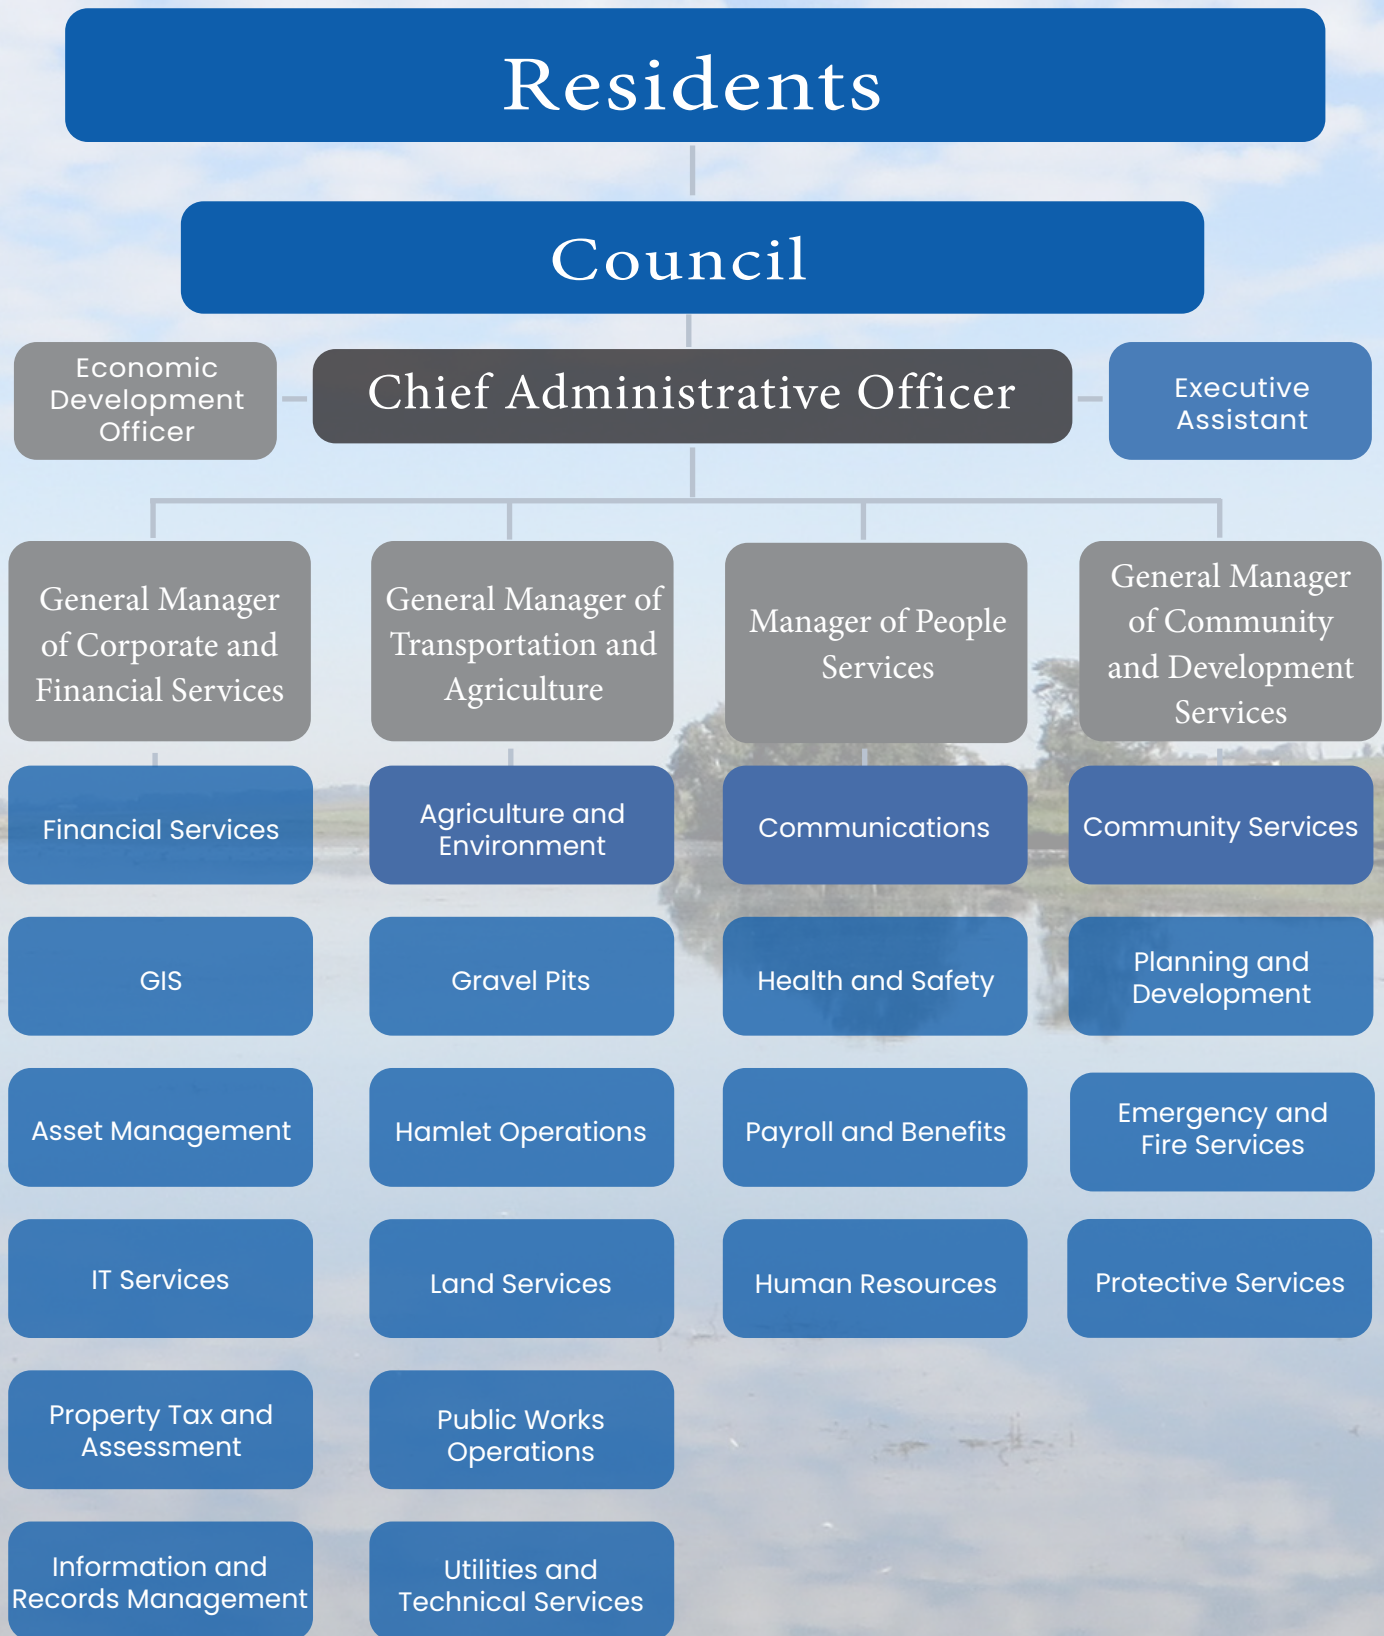 Residents
Council
Economic
Development
Officer
Chief Administrative Officer
Executive
Assistant
General Manager
of Corporate and
Financial Services
General Manager of
Transportation and
Agriculture
Manager of People
Services
General Manager
of Community
and Development
Services
Financial Services
Agriculture and
Environment
Communications
Community Services
GIS
Gravel Pits
Health and Safety
Planning and
Development
Asset Management
Hamlet Operations
Payroll and Benefits
Emergency and
Fire Services
IT Services
Land Services
Human Resources
Protective Services
Property Tax and
Assessment
Public Works
Operations
Information and
Records Management
Utilities and
Technical Services